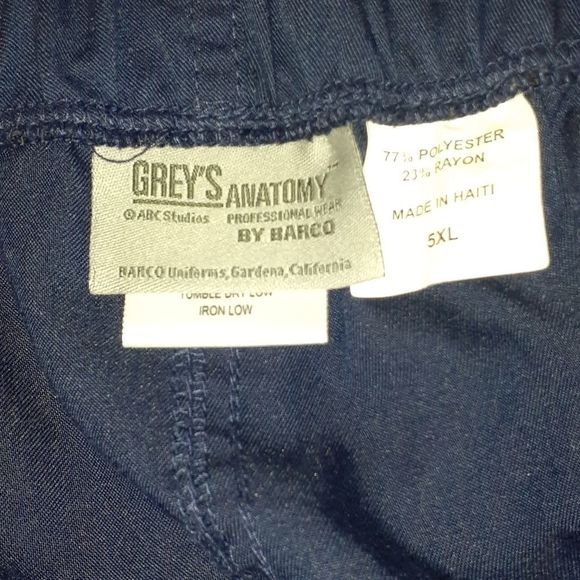 GREY'S ANATOMY™
© ABC Studios PROFESSIONAL WEAR
BY BARCO
BARCO Uniforms, Gardena, California
TUMBLE DRY LOW
IRON LOW
77% POLYESTER
23% RAYON
MADE IN HAITI
5XL